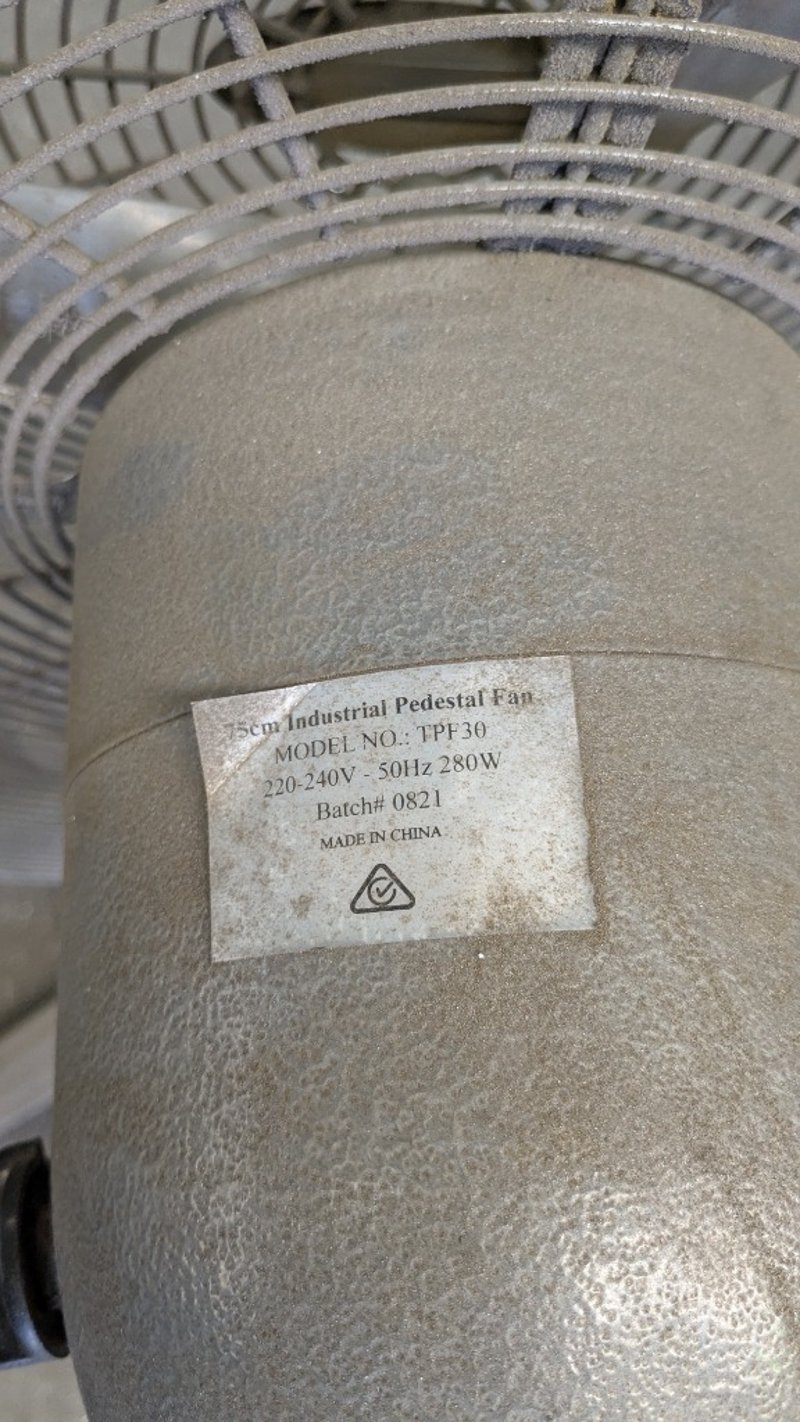 75cm Industrial Pedestal Fan
MODEL NO.: TPF30
220-240V - 50Hz 280W
Batch# 0821
MADE IN CHINA